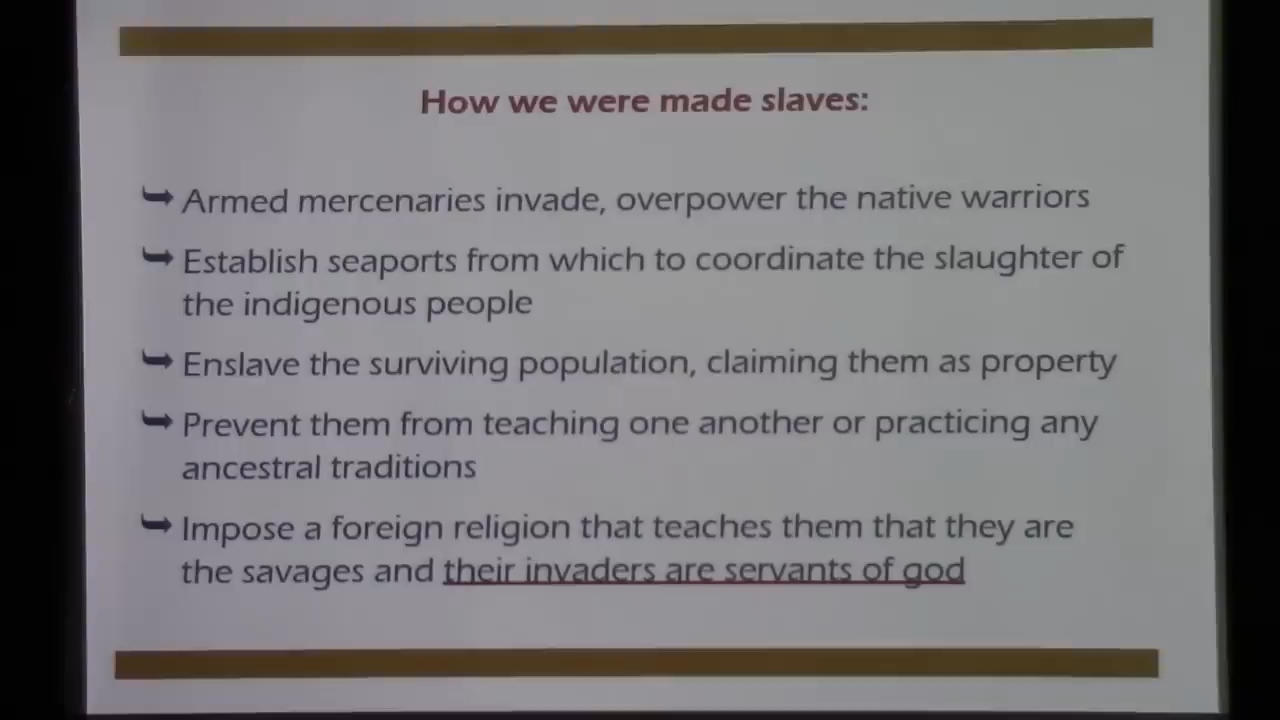 How we were made slaves:
Armed mercenaries invade, overpower the native warriors
Establish seaports from which to coordinate the slaughter of
the indigenous people
Enslave the surviving population, claiming them as property
Prevent them from teaching one another or practicing any
ancestral traditions
Impose a foreign religion that teaches them that they are
the savages and their invaders are servants of god